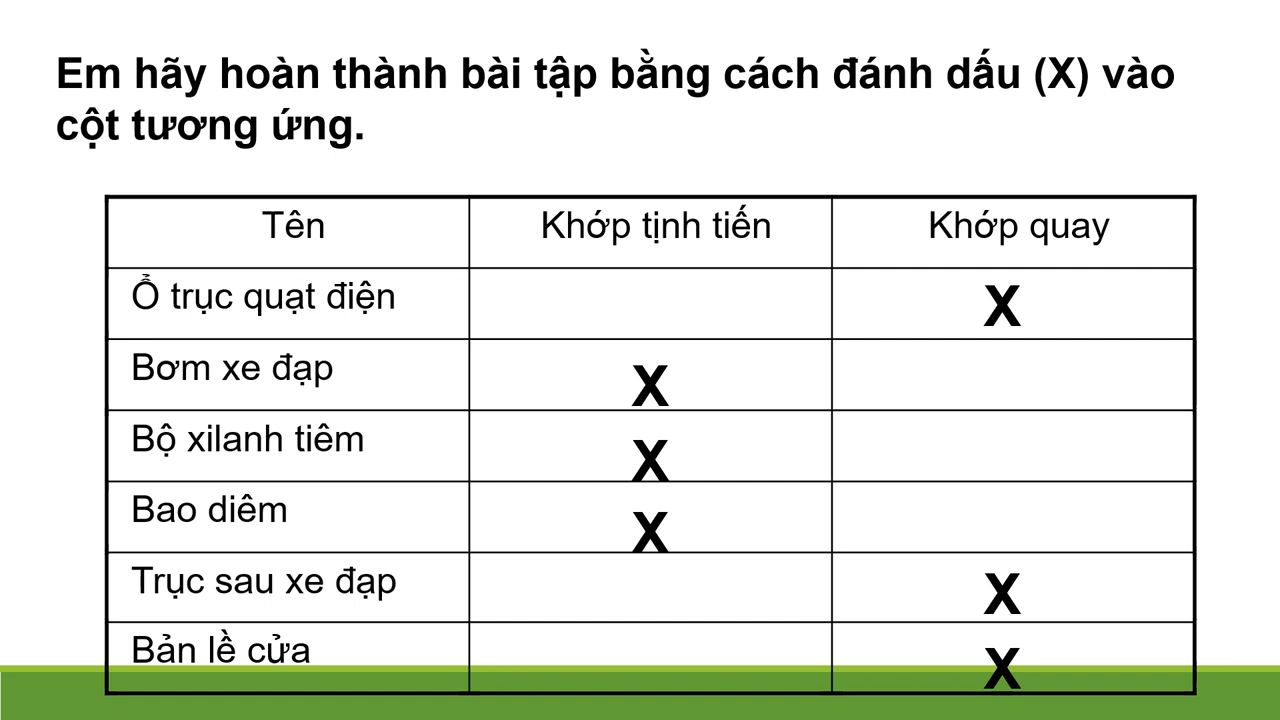 Em hãy hoàn thành bài tập bằng cách đánh dấu (X) vào
cột tương ứng.
Tên Khớp tịnh tiến Khớp quay
Ổ trục quạt điện X
Bơm xe đạp X
Bộ xilanh tiêm X
Bao diêm X
Trục sau xe đạp X
Bản lề cửa X